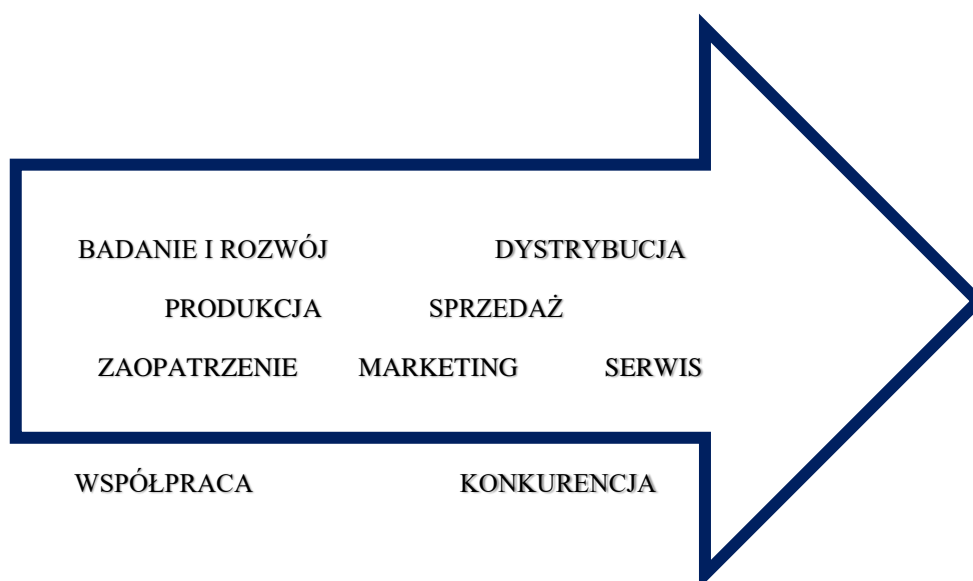 BADANIE I ROZWÓJ DYSTRYBUCJA
PRODUKCJA SPRZEDAŻ
ZAOPATRZENIE MARKETING SERWIS
WSPÓŁPRACA KONKURENCJA